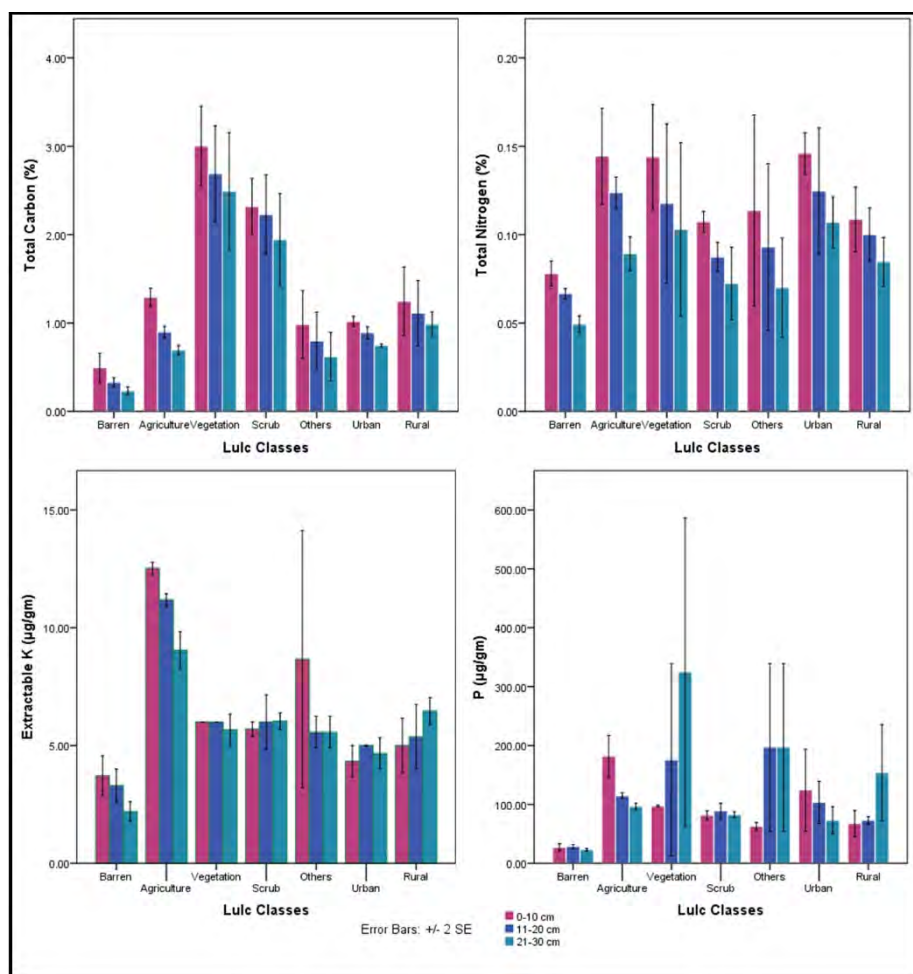 Total Carbon (%)
4.00
3.00
2.00
1.00
0.00
Barren Agriculture Vegetation Scrub Others Urban Rural
Lulc Classes
Total Nitrogen (%)
0.20
0.15
0.10
0.05
0.00
Barren Agriculture Vegetation Scrub Others Urban Rural
Lulc Classes
Extractable K (µg/gm)
15.00
10.00
5.00
0.00
Barren Agriculture Vegetation Scrub Others Urban Rural
Lulc Classes
P (µg/gm)
600.00
500.00
400.00
300.00
200.00
100.00
0.00
Barren Agriculture Vegetation Scrub Others Urban Rural
Lulc Classes
Error Bars: +/- 2 SE
0-10 cm
11-20 cm
21-30 cm